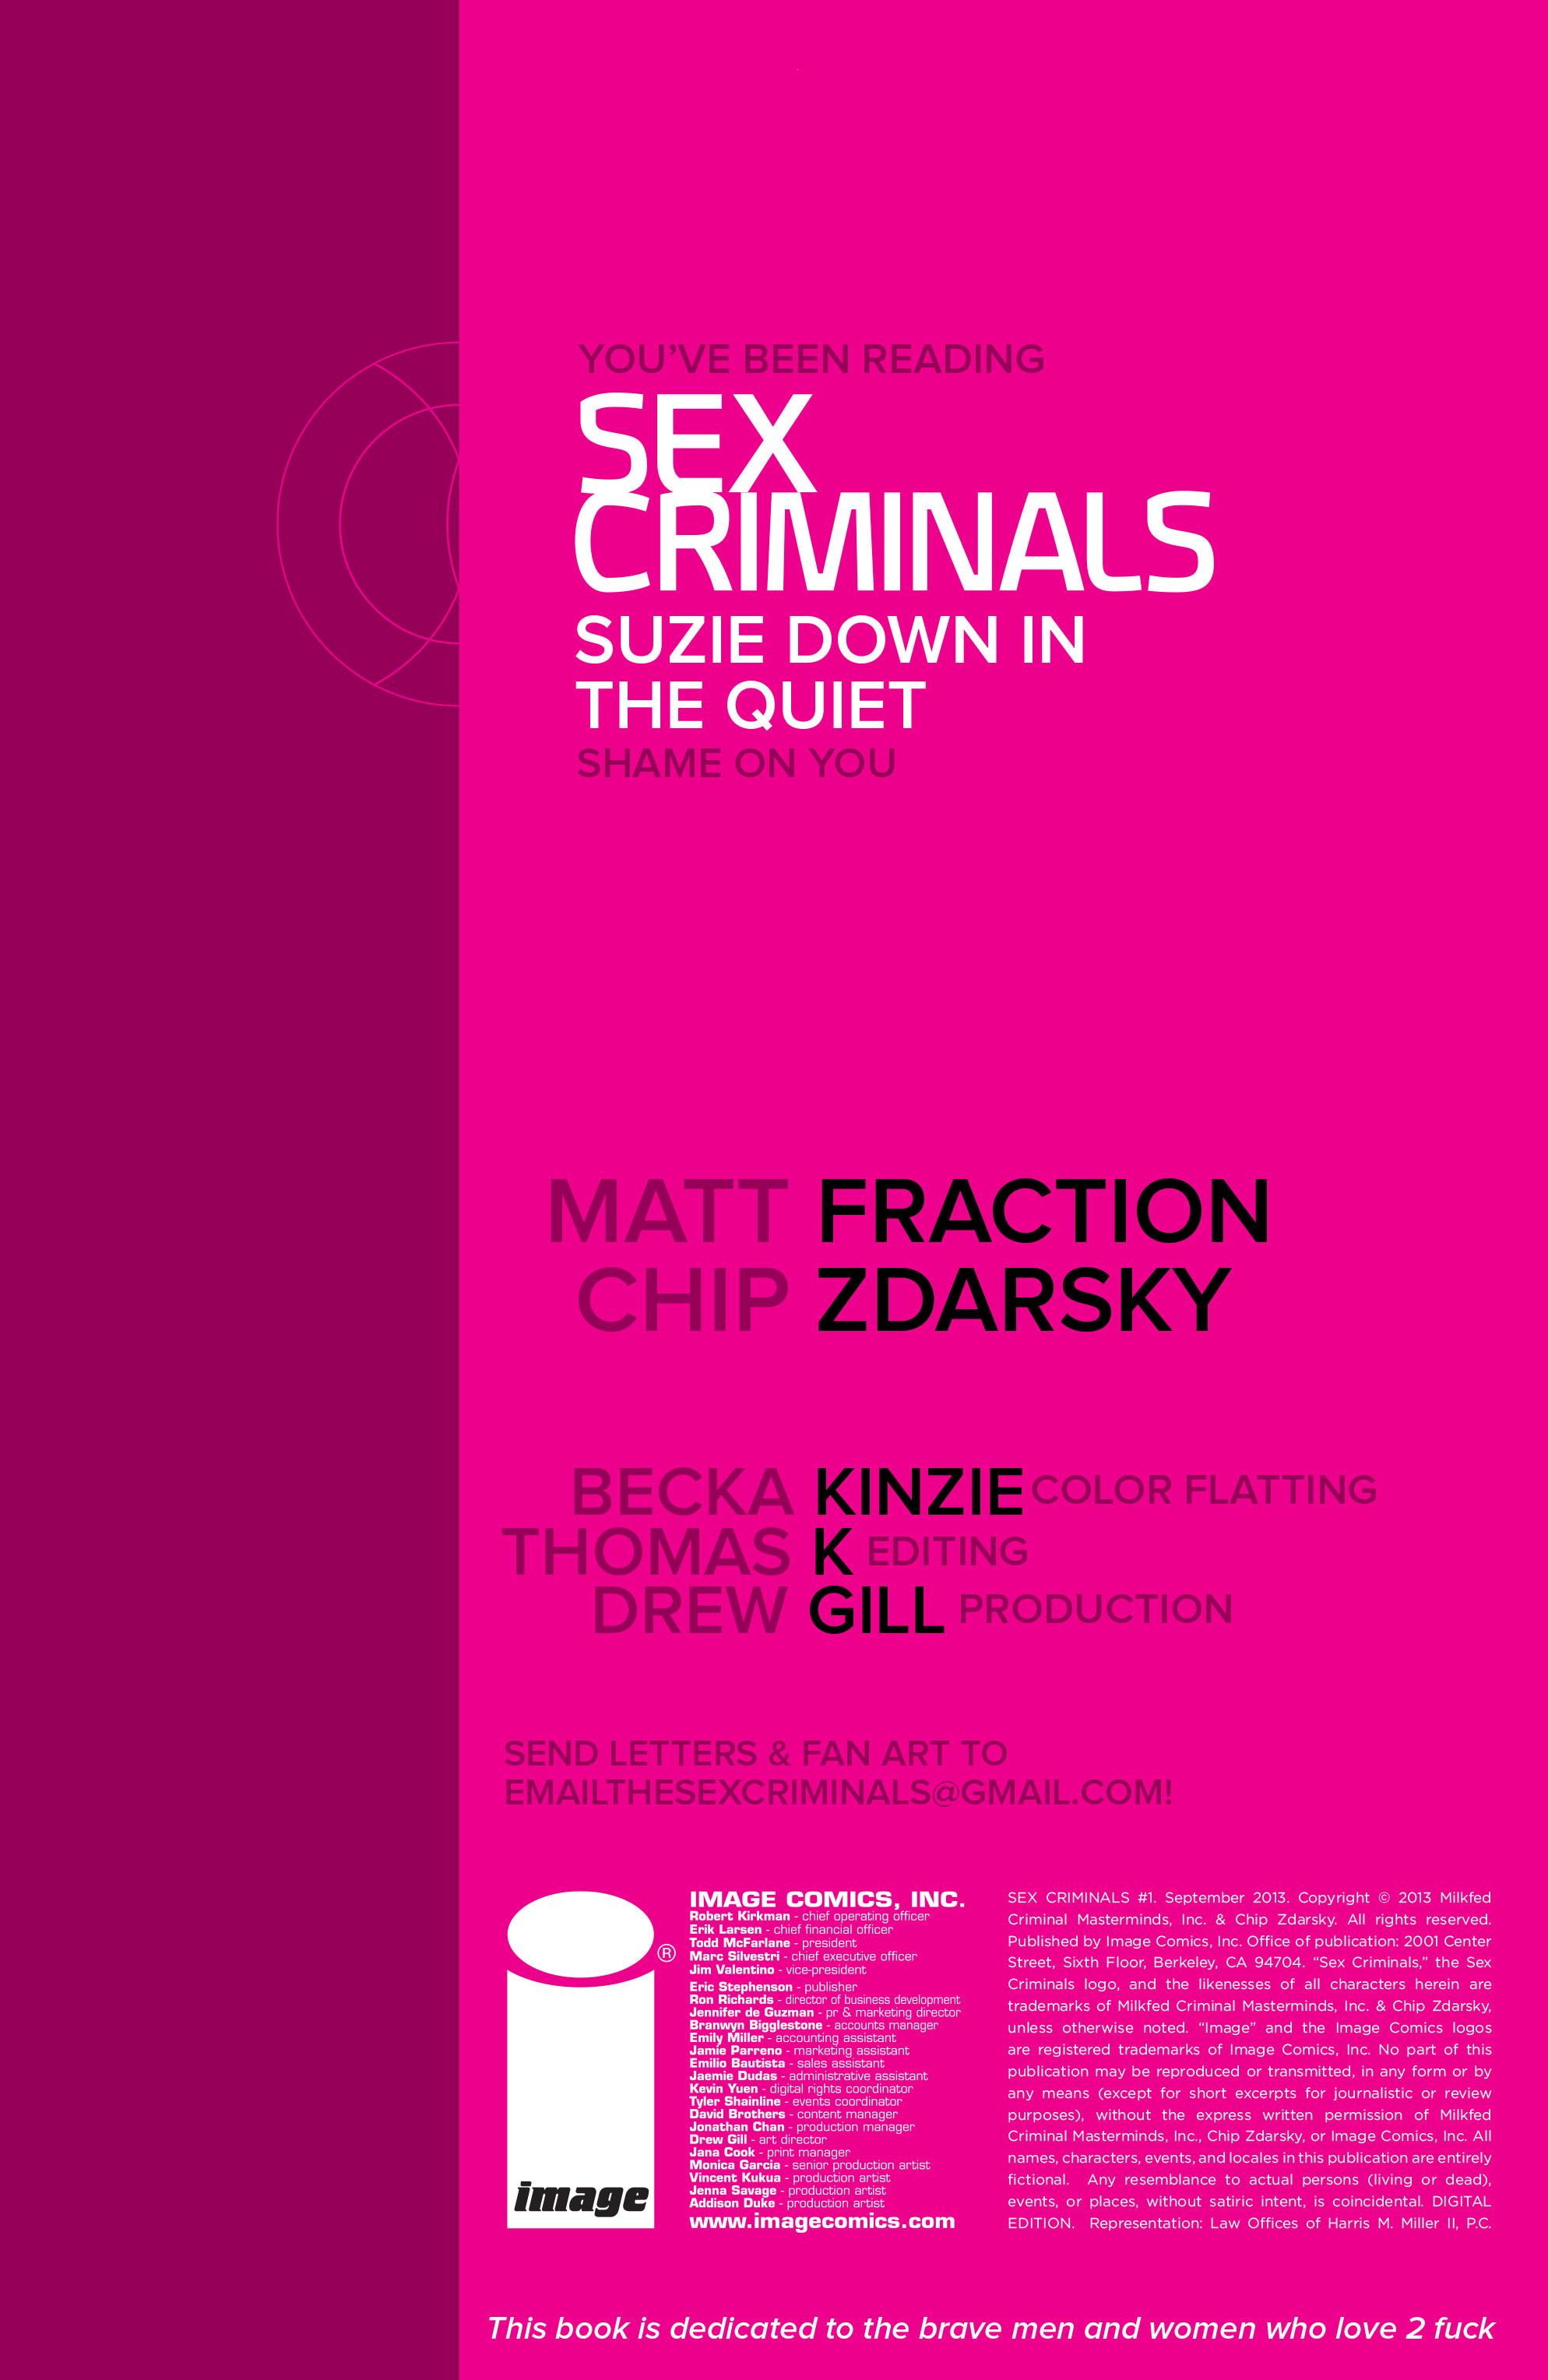 YOU’VE BEEN READING
SEX
CRIMINALS
SUZIE DOWN IN
THE QUIET
SHAME ON YOU
MATT FRACTION
CHIP ZDARSKY
BECKA KINZIE COLOR FLATTING
THOMAS K EDITING
DREW GILL PRODUCTION
SEND LETTERS & FAN ART TO
EMAILTHESEXCRIMINALS@GMAIL.COM!
image
®
IMAGE COMICS, INC.
Robert Kirkman - chief operating officer
Erik Larsen - chief financial officer
Todd McFarlane - president
Marc Silvestri - chief executive officer
Jim Valentino - vice-president
Eric Stephenson - publisher
Ron Richards - director of business development
Jennifer de Guzman - pr & marketing director
Branwyn Bigglestone - accounts manager
Emily Miller - accounting assistant
Jamie Parreno - marketing assistant
Emilio Bautista - sales assistant
Jaemie Dudas - administrative assistant
Kevin Yuen - digital rights coordinator
Tyler Shainline - events coordinator
David Brothers - content manager
Jonathan Chan - production manager
Drew Gill - art director
Jana Cook - print manager
Monica Garcia - senior production artist
Vincent Kukua - production artist
Jenna Savage - production artist
Addison Duke - production artist
www.imagecomics.com
SEX CRIMINALS #1. September 2013. Copyright © 2013 Milkfed
Criminal Masterminds, Inc. & Chip Zdarsky. All rights reserved.
Published by Image Comics, Inc. Office of publication: 2001 Center
Street, Sixth Floor, Berkeley, CA 94704. “Sex Criminals,” the Sex
Criminals logo, and the likenesses of all characters herein are
trademarks of Milkfed Criminal Masterminds, Inc. & Chip Zdarsky,
unless otherwise noted. “Image” and the Image Comics logos
are registered trademarks of Image Comics, Inc. No part of this
publication may be reproduced or transmitted, in any form or by
any means (except for short excerpts for journalistic or review
purposes), without the express written permission of Milkfed
Criminal Masterminds, Inc., Chip Zdarsky, or Image Comics, Inc. All
names, characters, events, and locales in this publication are entirely
fictional. Any resemblance to actual persons (living or dead),
events, or places, without satiric intent, is coincidental. DIGITAL
EDITION. Representation: Law Offices of Harris M. Miller II, P.C.
This book is dedicated to the brave men and women who love 2 fuck